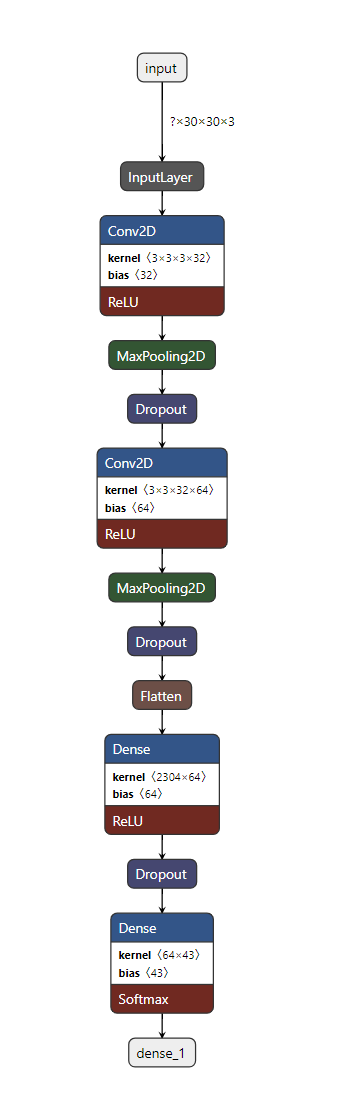 input
?×30×30×3
InputLayer
Conv2D
kernel〈3×3×3×32〉
bias〈32〉
ReLU
MaxPooling2D
Dropout
Conv2D
kernel〈3×3×32×64〉
bias〈64〉
ReLU
MaxPooling2D
Dropout
Flatten
Dense
kernel〈2304×64〉
bias〈64〉
ReLU
Dropout
Dense
kernel〈64×43〉
bias〈43〉
Softmax
dense_1